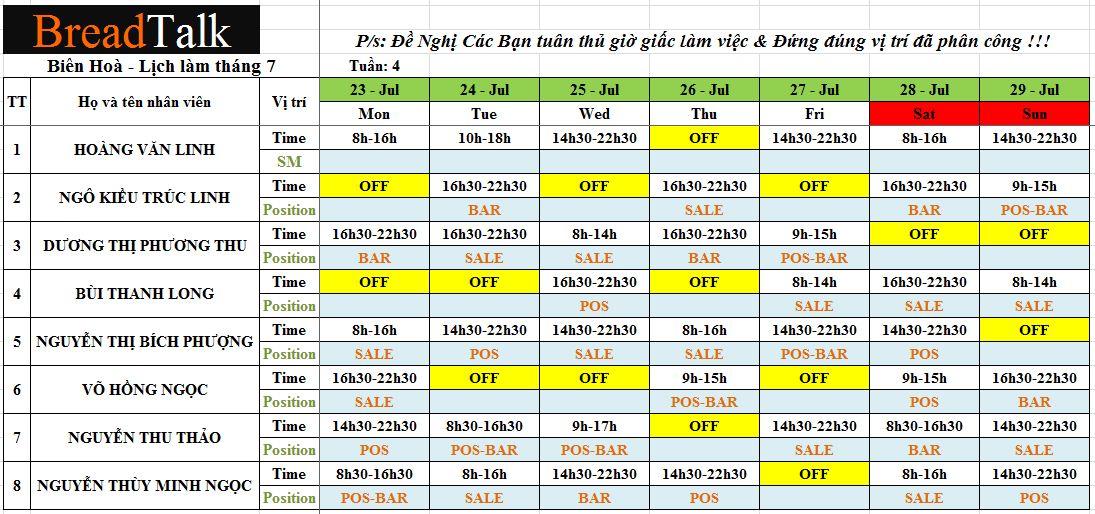 BreadTalk
P/s: Đề Nghị Các Bạn tuân thủ giờ giấc làm việc & Đứng đúng vị trí đã phân công !!!
Biên Hoà - Lịch làm tháng 7 Tuần: 4
TT Họ và tên nhân viên Vị trí 23 - Jul 24 - Jul 25 - Jul 26 - Jul 27 - Jul 28 - Jul 29 - Jul
Mon Tue Wed Thu Fri Sat Sun
1 HOÀNG VĂN LINH Time 8h-16h 10h-18h 14h30-22h30 OFF 14h30-22h30 8h-16h 14h30-22h30
SM
2 NGÔ KIỀU TRÚC LINH Time OFF 16h30-22h30 OFF 16h30-22h30 OFF 16h30-22h30 9h-15h
Position BAR SALE BAR POS-BAR
3 DƯƠNG THỊ PHƯƠNG THU Time 16h30-22h30 16h30-22h30 8h-14h 16h30-22h30 9h-15h OFF OFF
Position BAR SALE SALE BAR POS-BAR
4 BÙI THANH LONG Time OFF OFF 16h30-22h30 OFF 8h-14h 16h30-22h30 8h-14h
Position POS SALE SALE SALE
5 NGUYỄN THỊ BÍCH PHƯỢNG Time 8h-16h 14h30-22h30 14h30-22h30 8h-16h 14h30-22h30 14h30-22h30 OFF
Position SALE POS SALE SALE POS-BAR POS
6 VÕ HỒNG NGỌC Time 16h30-22h30 OFF OFF 9h-15h OFF 9h-15h 16h30-22h30
Position SALE POS-BAR POS BAR
7 NGUYỄN THU THẢO Time 14h30-22h30 8h30-16h30 9h-17h OFF 14h30-22h30 8h30-16h30 14h30-22h30
Position POS POS-BAR POS-BAR SALE BAR SALE
8 NGUYỄN THÙY MINH NGỌC Time 8h30-16h30 8h-16h 14h30-22h30 14h30-22h30 OFF 8h-16h 14h30-22h30
Position POS-BAR SALE BAR POS SALE POS